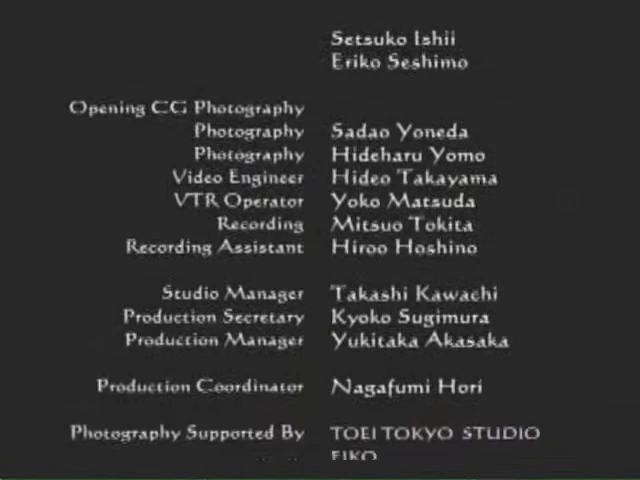 Setsuko Ishii
Eriko Seshimo
Opening CG Photography
Photography Sadao Yoneda
Photography Hideharu Yomo
Video Engineer Hideo Takayama
VTR Operator Yoko Matsuda
Recording Mitsuo Tokita
Recording Assistant Hiroo Hoshino
Studio Manager Takashi Kawachi
Production Secretary Kyoko Sugimura
Production Manager Yukitaka Akasaka
Production Coordinator Nagafumi Hori
Photography Supported By TOEI TOKYO STUDIO
EIKO